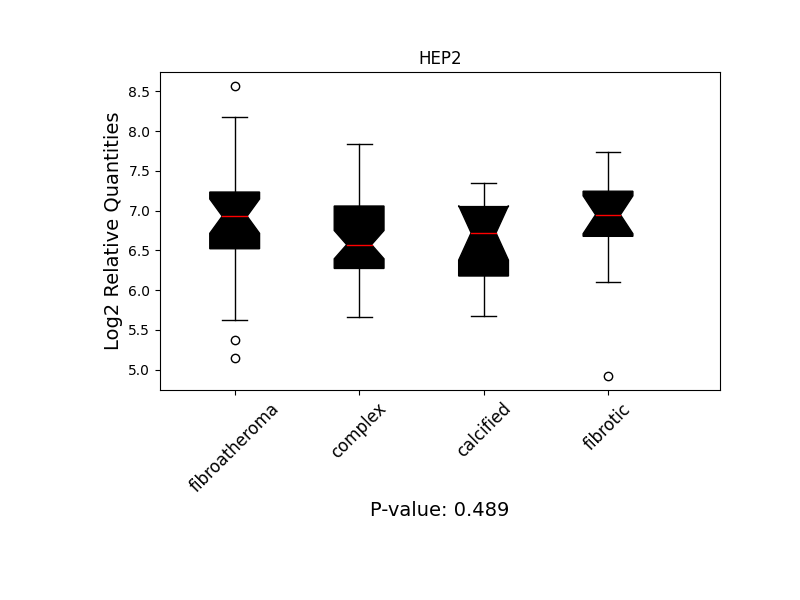 HEP2
Log2 Relative Quantities
8.5
8.0
7.5
7.0
6.5
6.0
5.5
5.0
fibroatheroma
complex
calcified
fibrotic
P-value: 0.489